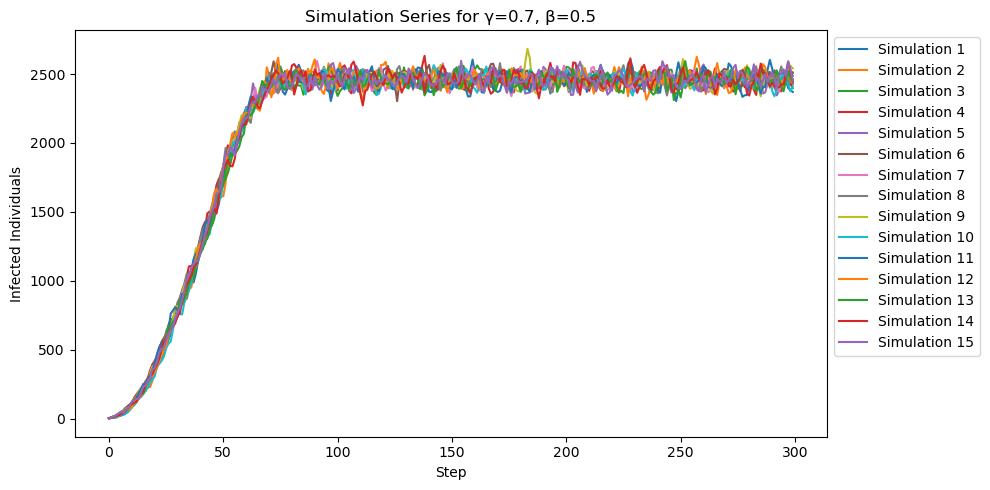 Simulation Series for γ=0.7, β=0.5
Infected Individuals
2500
2000
1500
1000
500
0
0 50 100 150 200 250 300
Step
Simulation 1
Simulation 2
Simulation 3
Simulation 4
Simulation 5
Simulation 6
Simulation 7
Simulation 8
Simulation 9
Simulation 10
Simulation 11
Simulation 12
Simulation 13
Simulation 14
Simulation 15